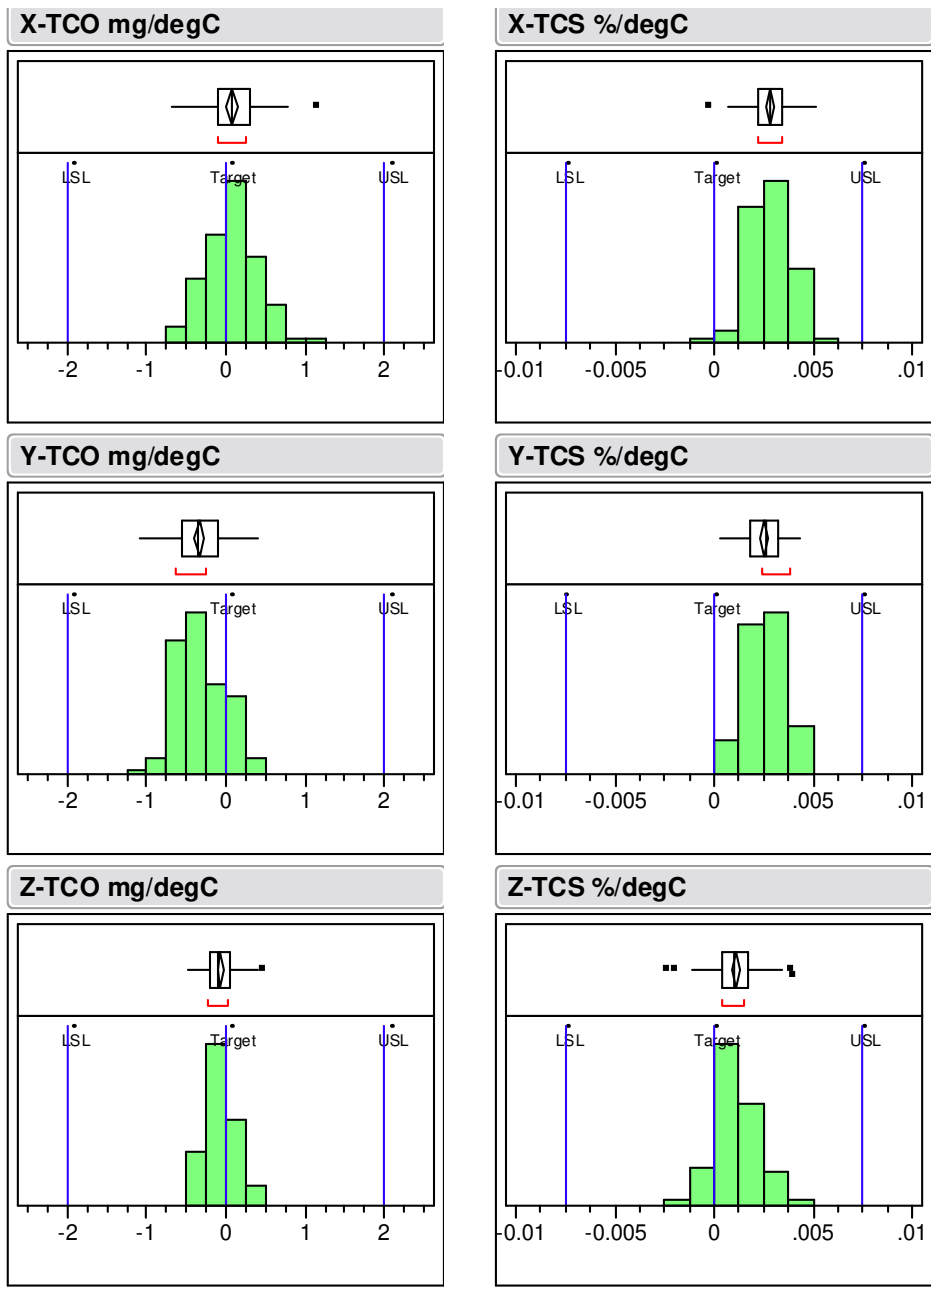 X-TCO mg/degC
LSL Target USL
-2 -1 0 1 2
X-TCS %/degC
LSL Target USL
-0.01 -0.005 0 .005 .01
Y-TCO mg/degC
LSL Target USL
-2 -1 0 1 2
Y-TCS %/degC
LSL Target USL
-0.01 -0.005 0 .005 .01
Z-TCO mg/degC
LSL Target USL
-2 -1 0 1 2
Z-TCS %/degC
LSL Target USL
-0.01 -0.005 0 .005 .01